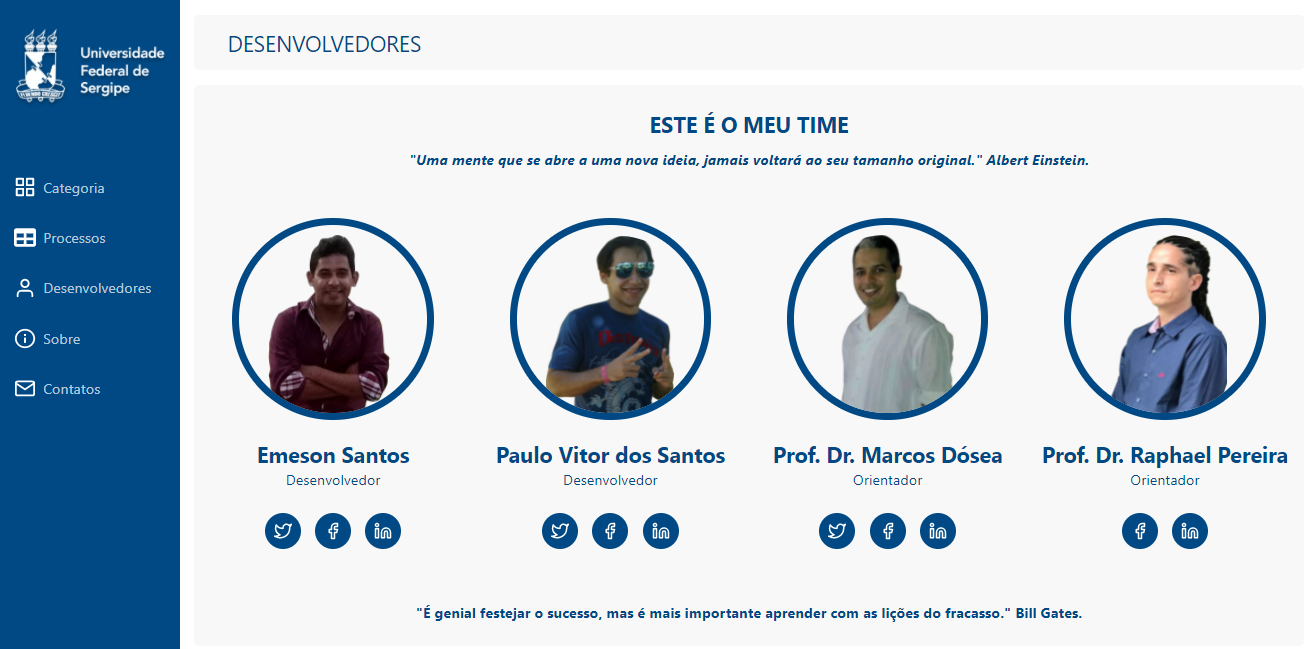 Universidade
Federal de
Sergipe
Categoria
Processos
Desenvolvedores
Sobre
Contatos
DESENVOLVEDORES
ESTE É O MEU TIME
"Uma mente que se abre a uma nova ideia, jamais voltará ao seu tamanho original." Albert Einstein.
Emeson Santos
Desenvolvedor
Paulo Vitor dos Santos
Desenvolvedor
Prof. Dr. Marcos Dósea
Orientador
Prof. Dr. Raphael Pereira
Orientador
"É genial festejar o sucesso, mas é mais importante aprender com as lições do fracasso." Bill Gates.